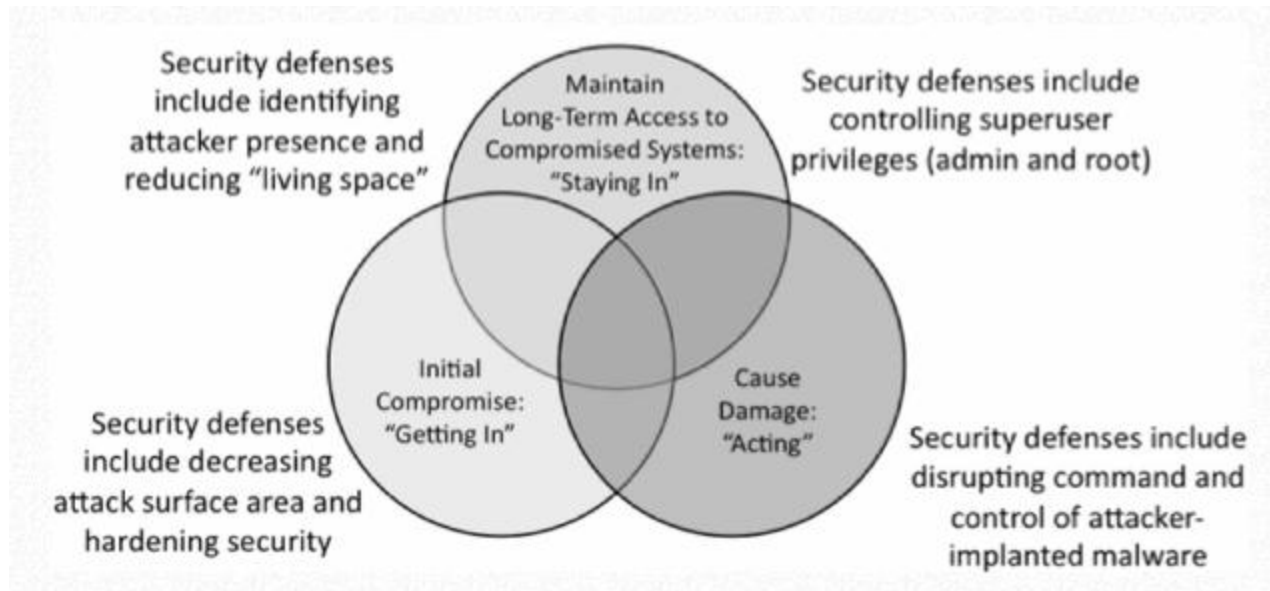 Security defenses
include identifying
attacker presence and
reducing “living space”
Maintain
Long-Term Access to
Compromised Systems:
“Staying In”
Security defenses include
controlling superuser
privileges (admin and root)
Initial
Compromise:
“Getting In”
Cause
Damage:
“Acting”
Security defenses
include decreasing
attack surface area and
hardening security
Security defenses include
disrupting command and
control of attacker-
implanted malware